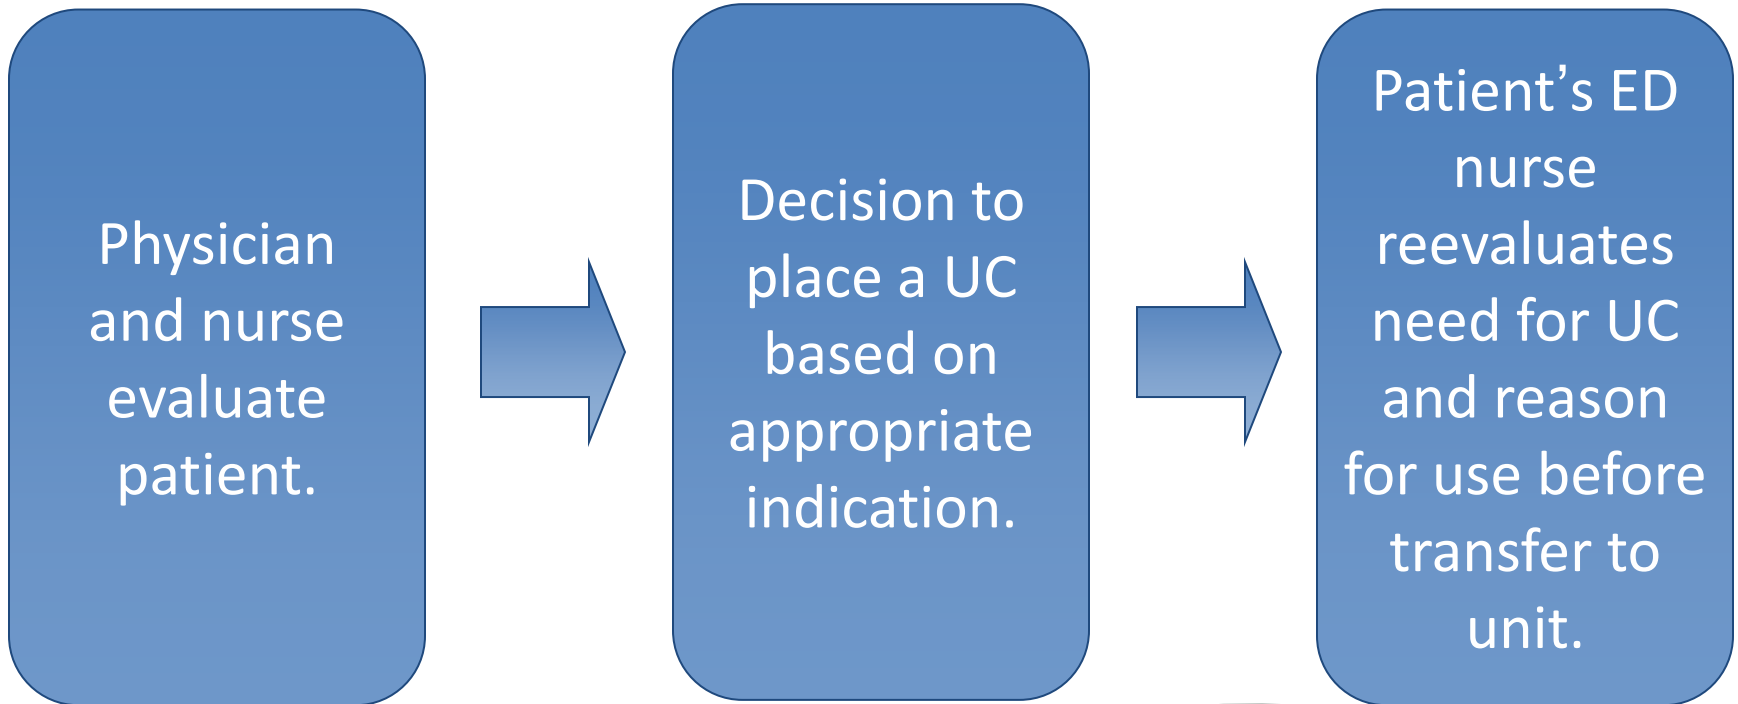 Physician
and nurse
evaluate
patient.
Decision to
place a UC
based on
appropriate
indication.
Patient’s ED
nurse
reevaluates
need for UC
and reason
for use before
transfer to
unit.